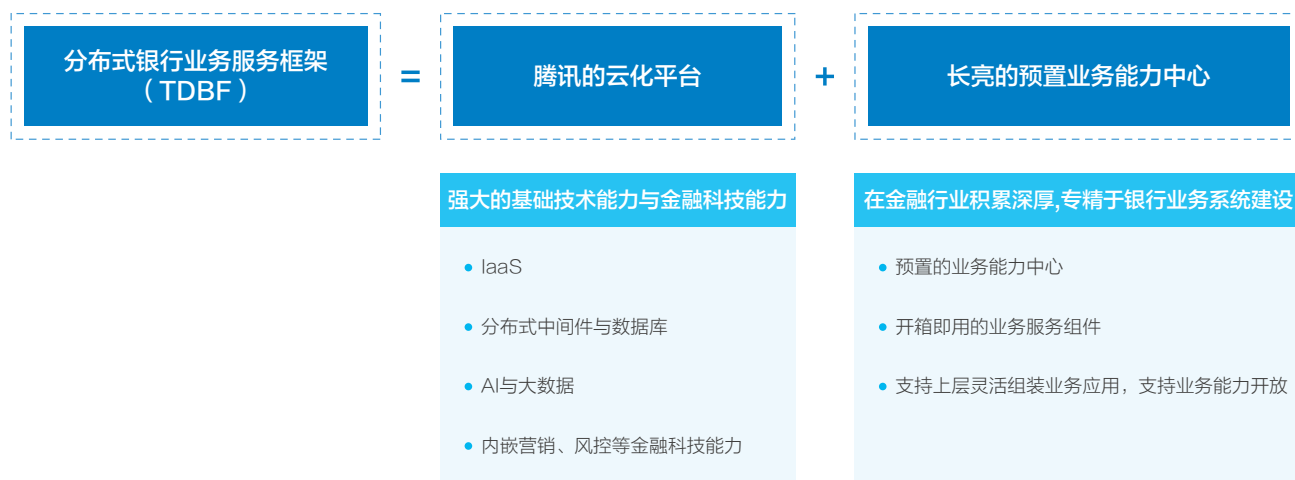 分布式银行业务服务框架
（TDBF）
=
腾讯的云化平台
+
长亮的预置业务能力中心
强大的基础技术能力与金融科技能力
• IaaS
• 分布式中间件与数据库
• AI与大数据
• 内嵌营销、风控等金融科技能力
在金融行业积累深厚,专精于银行业务系统建设
• 预置的业务能力中心
• 开箱即用的业务服务组件
• 支持上层灵活组装业务应用，支持业务能力开放